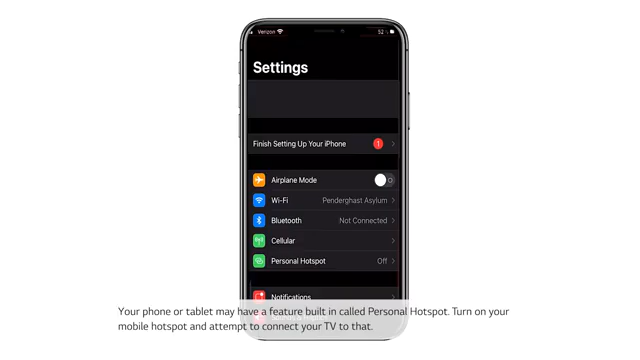 Verizon 52
Settings
Finish Setting Up Your iPhone 1
Airplane Mode
Wi-Fi Penderghast Asylum
Bluetooth Not Connected
Cellular
Personal Hotspot Off
Notifications
Your phone or tablet may have a feature built in called Personal Hotspot. Turn on your
mobile hotspot and attempt to connect your TV to that.